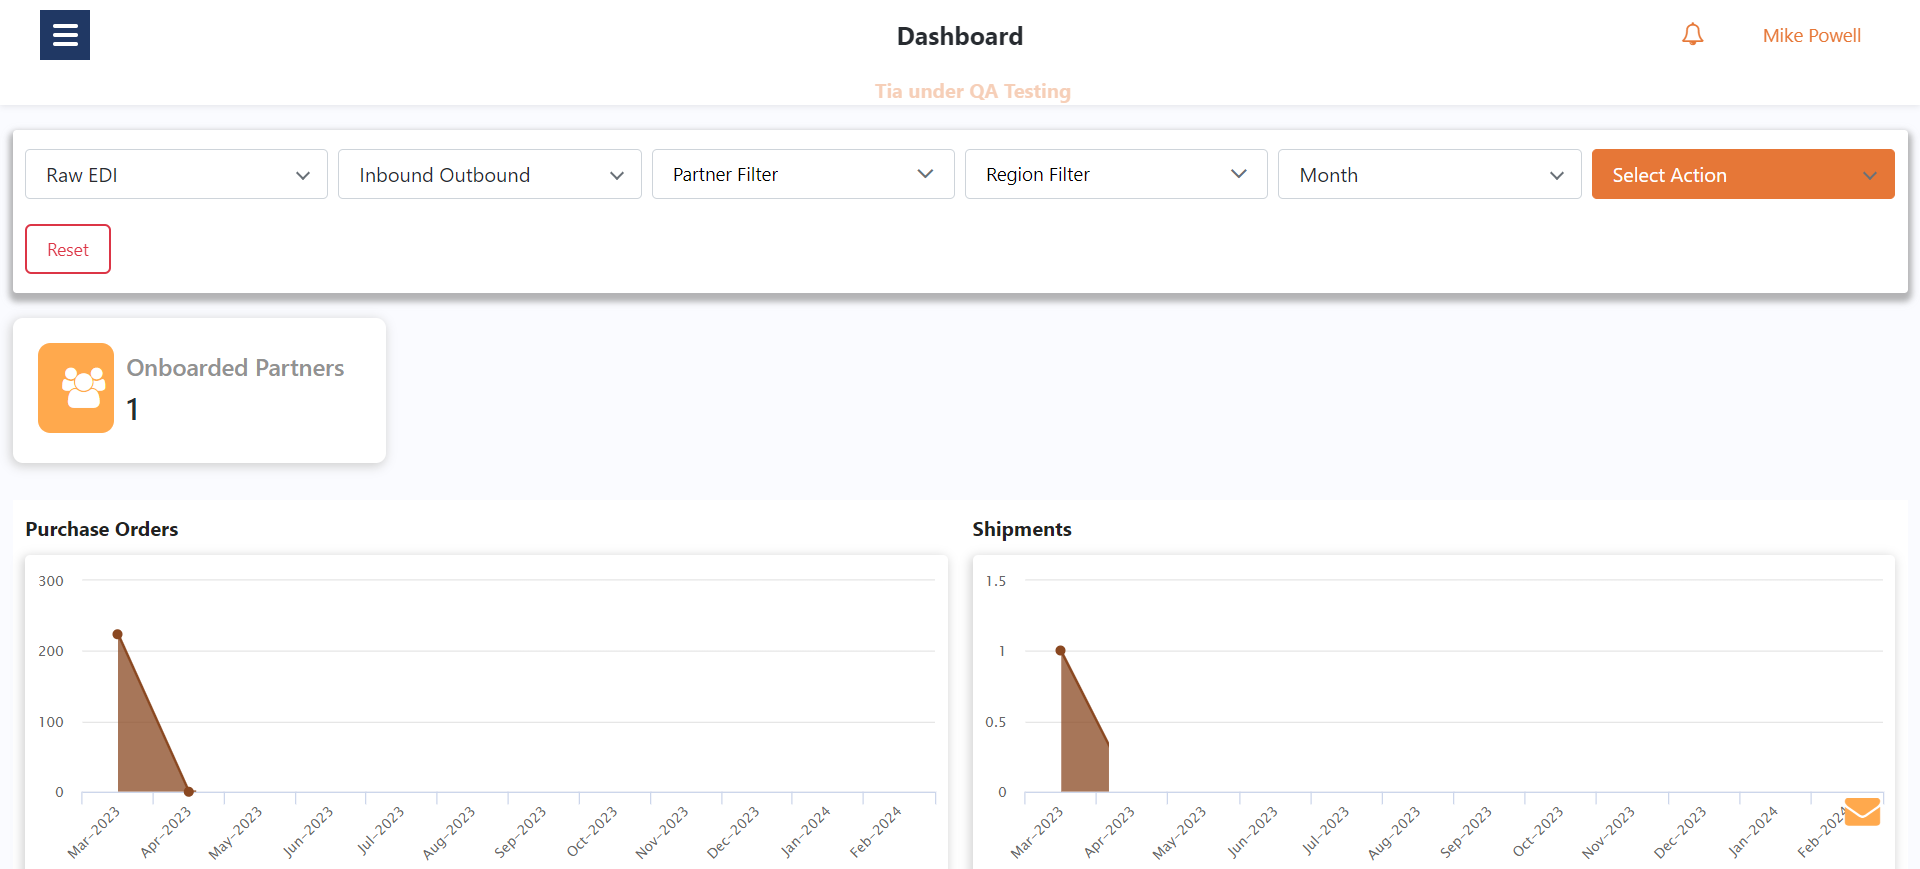 Dashboard
Mike Powell
Tia under QA Testing
Raw EDI
Inbound Outbound
Partner Filter
Region Filter
Month
Select Action
Reset
Onboarded Partners
1
Purchase Orders
300
200
100
0
Mar-2023
Apr-2023
May-2023
Jun-2023
Jul-2023
Aug-2023
Sep-2023
Oct-2023
Nov-2023
Dec-2023
Jan-2024
Feb-2024
Shipments
1.5
1
0.5
0
Mar-2023
Apr-2023
May-2023
Jun-2023
Jul-2023
Aug-2023
Sep-2023
Oct-2023
Nov-2023
Dec-2023
Jan-2024
Feb-2024